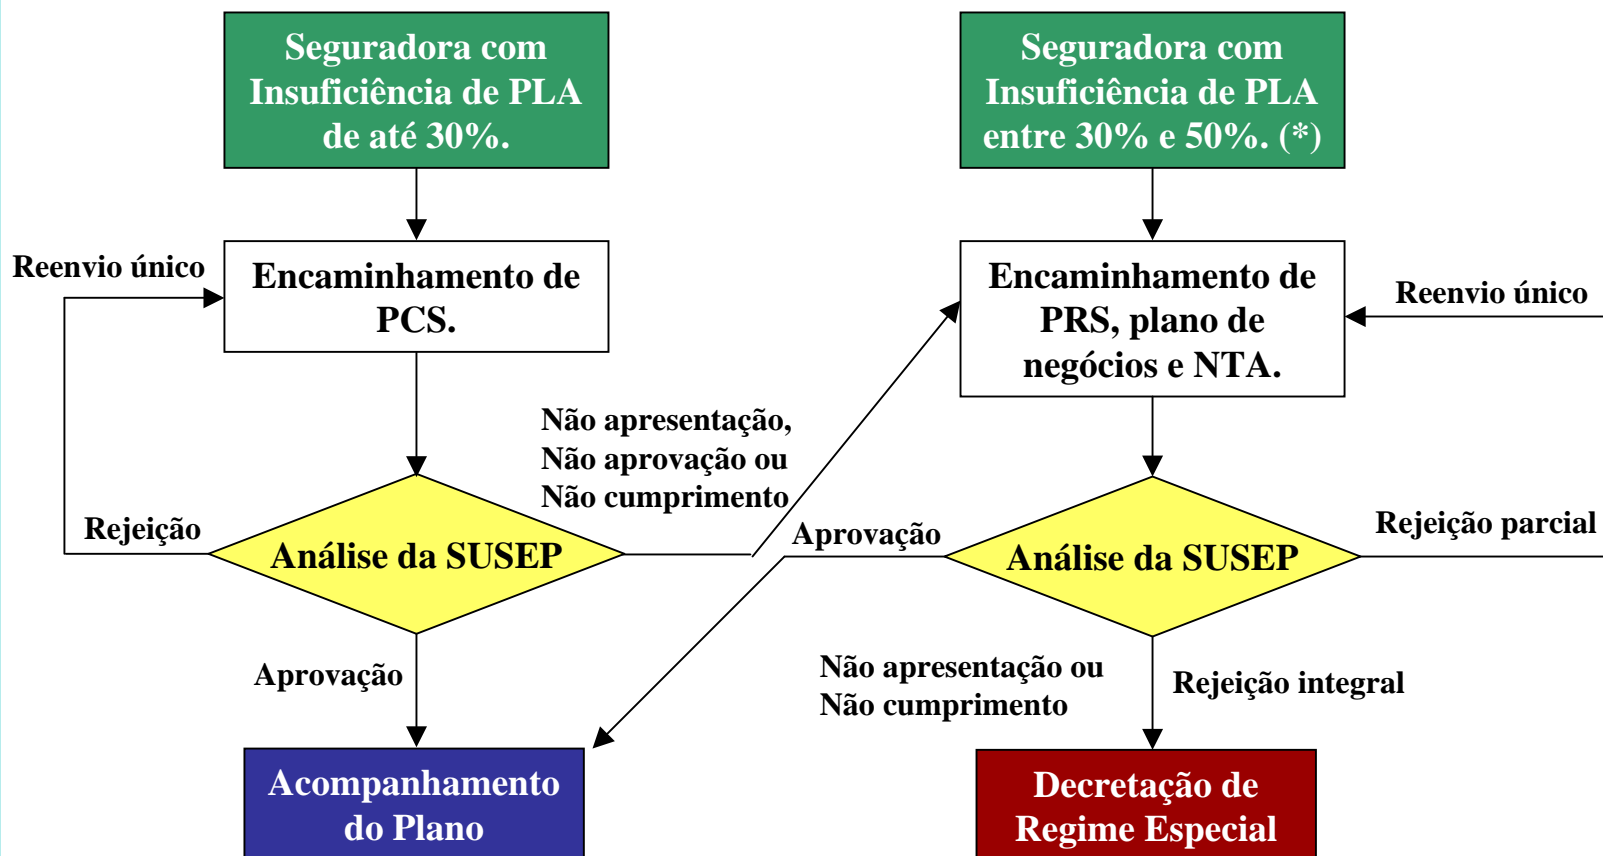 Seguradora com
Insuficiência de PLA
de até 30%.
Seguradora com
Insuficiência de PLA
entre 30% e 50%. (*)
Reenvio único
Encaminhamento de
PCS.
Encaminhamento de
PRS, plano de
negócios e NTA.
Reenvio único
Não apresentação,
Não aprovação ou
Não cumprimento
Rejeição
Análise da SUSEP
Aprovação
Análise da SUSEP
Rejeição parcial
Aprovação
Não apresentação ou
Não cumprimento
Rejeição integral
Acompanhamento
do Plano
Decretação de
Regime Especial